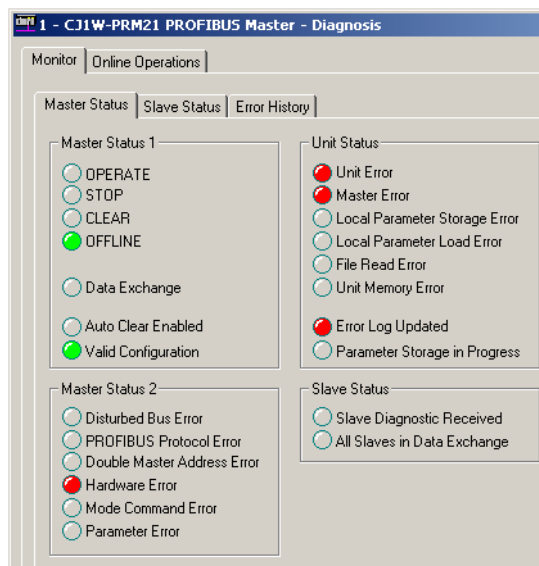 1 - CJ1W-PRM21 PROFIBUS Master - Diagnosis
Monitor
Online Operations
Master Status
Slave Status
Error History
Master Status 1
OPERATE
STOP
CLEAR
OFFLINE
Data Exchange
Auto Clear Enabled
Valid Configuration
Unit Status
Unit Error
Master Error
Local Parameter Storage Error
Local Parameter Load Error
File Read Error
Unit Memory Error
Error Log Updated
Parameter Storage in Progress
Master Status 2
Disturbed Bus Error
PROFIBUS Protocol Error
Double Master Address Error
Hardware Error
Mode Command Error
Parameter Error
Slave Status
Slave Diagnostic Received
All Slaves in Data Exchange